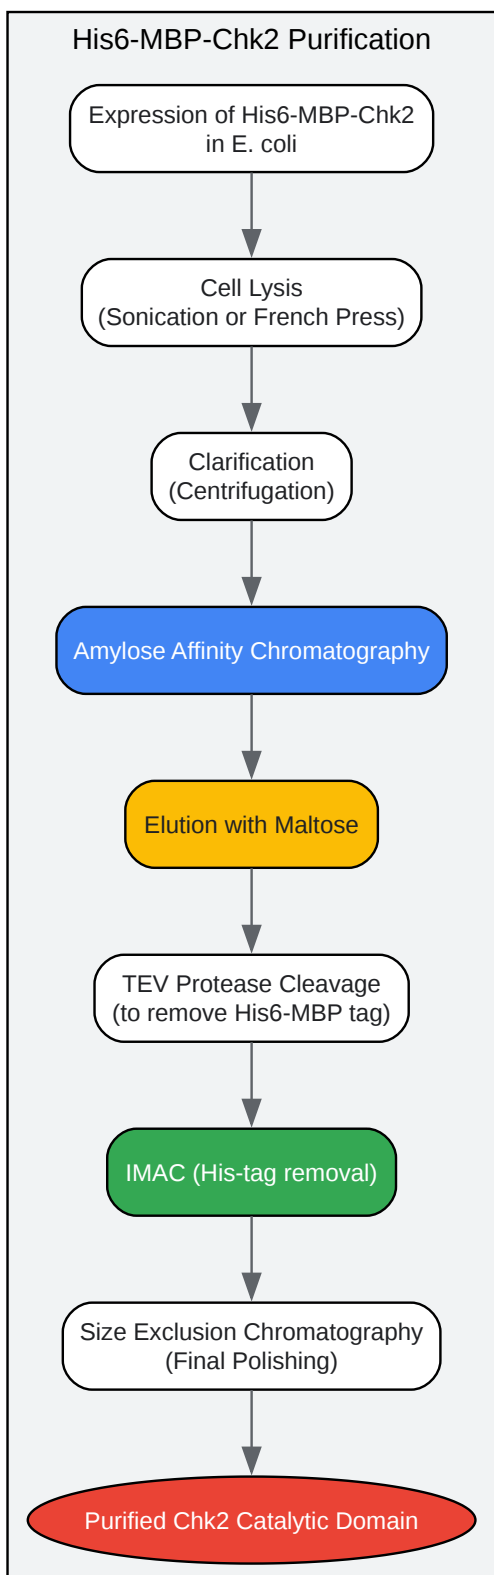 His6-MBP-Chk2 Purification
Expression of His6-MBP-Chk2
in E. coli
Cell Lysis
(Sonication or French Press)
Clarification
(Centrifugation)
Amylose Affinity Chromatography
Elution with Maltose
TEV Protease Cleavage
(to remove His6-MBP tag)
IMAC (His-tag removal)
Size Exclusion Chromatography
(Final Polishing)
Purified Chk2 Catalytic Domain